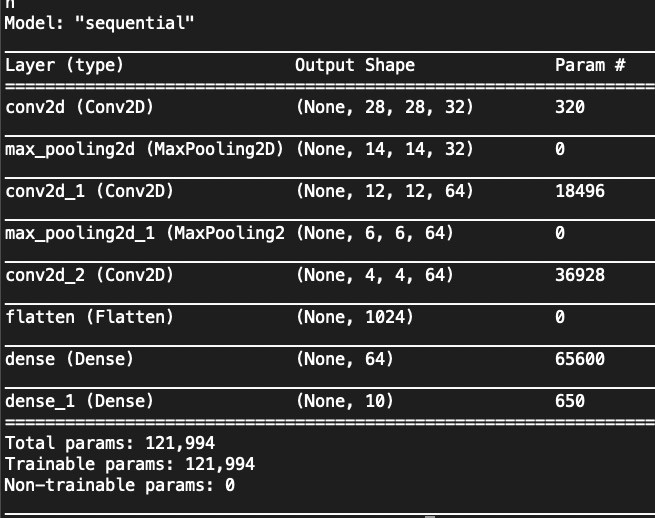 n
Model: "sequential"
Layer (type) Output Shape Param #
conv2d (Conv2D) (None, 28, 28, 32) 320
max_pooling2d (MaxPooling2D) (None, 14, 14, 32) 0
conv2d_1 (Conv2D) (None, 12, 12, 64) 18496
max_pooling2d_1 (MaxPooling2 (None, 6, 6, 64) 0
conv2d_2 (Conv2D) (None, 4, 4, 64) 36928
flatten (Flatten) (None, 1024) 0
dense (Dense) (None, 64) 65600
dense_1 (Dense) (None, 10) 650
Total params: 121,994
Trainable params: 121,994
Non-trainable params: 0